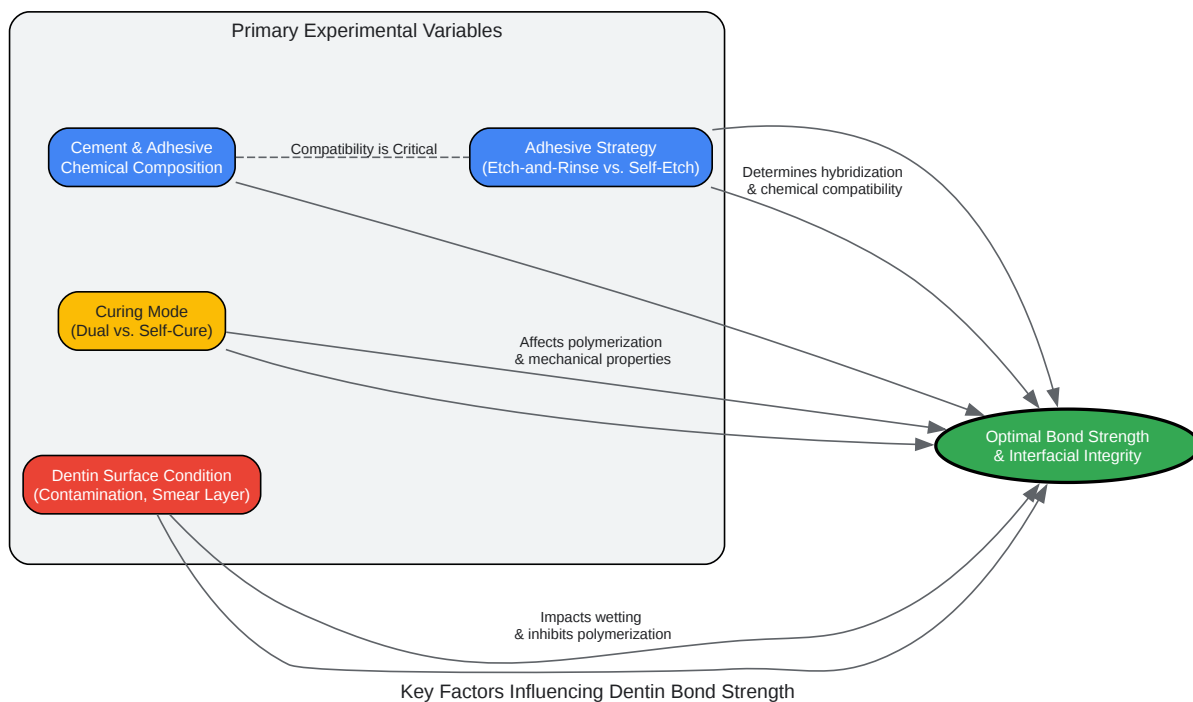 Primary Experimental Variables
Cement & Adhesive
Chemical Composition
Compatibility is Critical
Adhesive Strategy
(Etch-and-Rinse vs. Self-Etch)
Determines hybridization
& chemical compatibility
Curing Mode
(Dual vs. Self-Cure)
Affects polymerization
& mechanical properties
Optimal Bond Strength
& Interfacial Integrity
Dentin Surface Condition
(Contamination, Smear Layer)
Impacts wetting
& inhibits polymerization
Key Factors Influencing Dentin Bond Strength